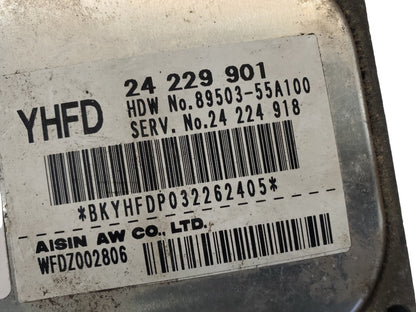 YHFD
24 229 901
HDW No.89503-55A100
SERV. No.24 224 918
*BKYHFDP032262405*
AISIN AW CO., LTD.
WFDZ002806